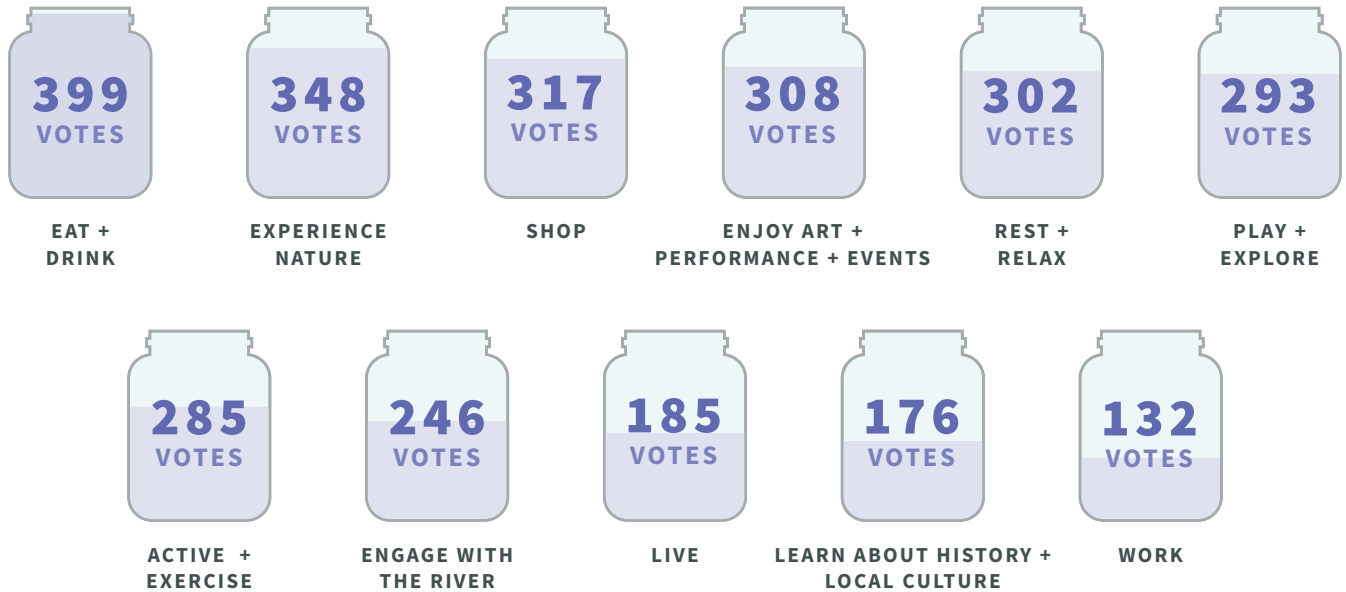 399
VOTES
EAT +
DRINK
348
VOTES
EXPERIENCE
NATURE
317
VOTES
SHOP
308
VOTES
ENJOY ART +
PERFORMANCE + EVENTS
302
VOTES
REST +
RELAX
293
VOTES
PLAY +
EXPLORE
285
VOTES
ACTIVE +
EXERCISE
246
VOTES
ENGAGE WITH
THE RIVER
185
VOTES
LIVE
176
VOTES
LEARN ABOUT HISTORY +
LOCAL CULTURE
132
VOTES
WORK